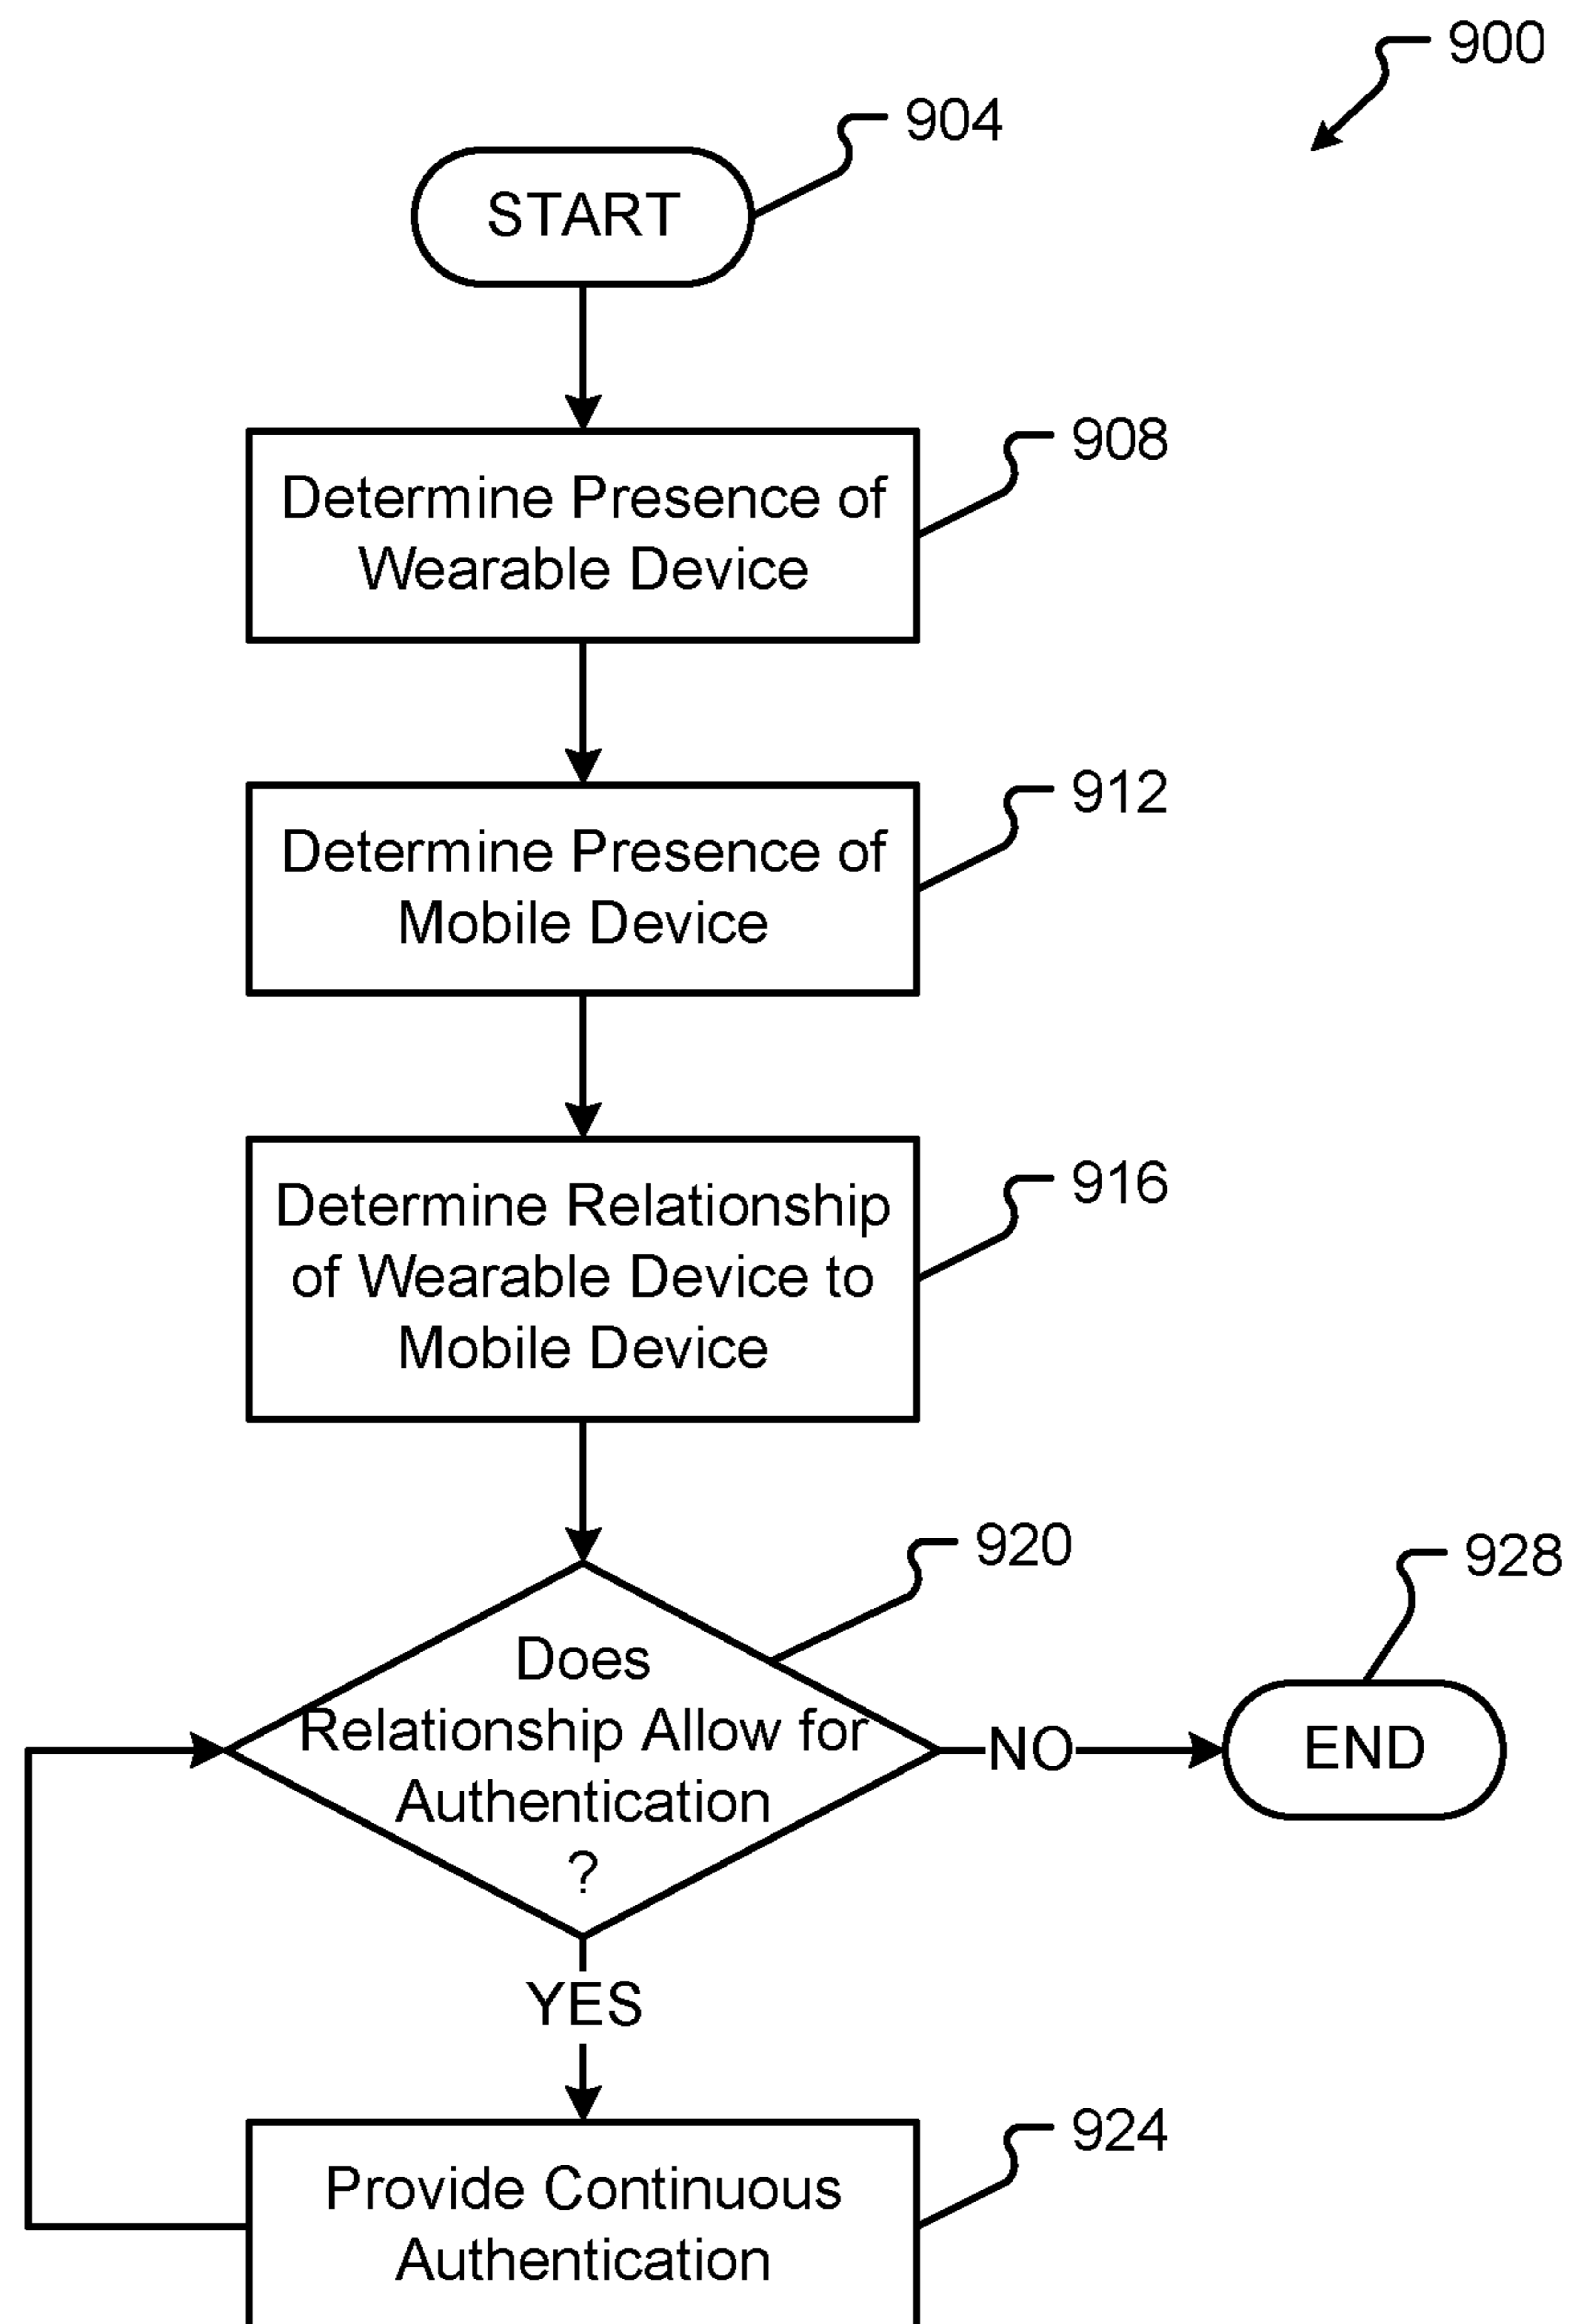 900
904
START
908
Determine Presence of
Wearable Device
912
Determine Presence of
Mobile Device
916
Determine Relationship
of Wearable Device to
Mobile Device
920
928
Does
Relationship Allow for
Authentication
?
NO
END
YES
924
Provide Continuous
Authentication